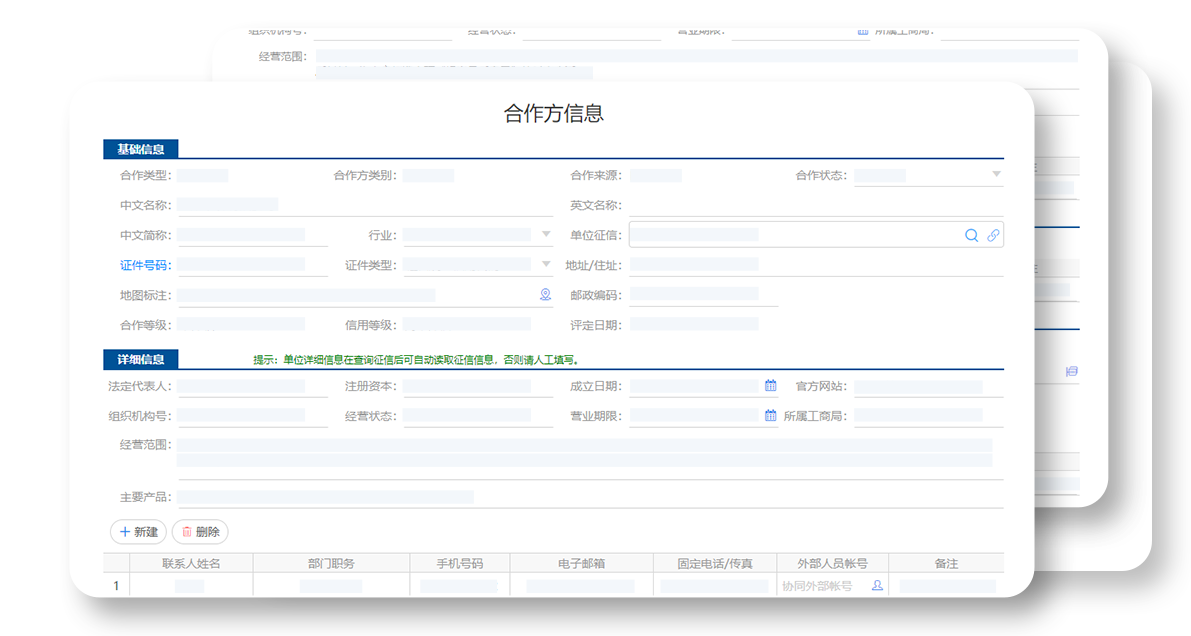 组织机构号： 经营状态： 营业期限： 所属工商局：
经营范围：
合作方信息
基础信息
合作类型： 合作方类别： 合作来源： 合作状态：
中文名称： 英文名称：
中文简称： 行业： 单位征信：
证件号码： 证件类型： 地址/住址：
地图标注： 邮政编码：
合作等级： 信用等级： 评定日期：
详细信息 提示：单位详细信息在查询征信后可自动读取征信信息，否则请人工填写。
法定代表人： 注册资本： 成立日期： 官方网站：
组织机构号： 经营状态： 营业期限： 所属工商局：
经营范围：
主要产品：
新建 删除
联系人姓名 部门职务 手机号码 电子邮箱 固定电话/传真 外部人员帐号 备注
1 协同外部帐号